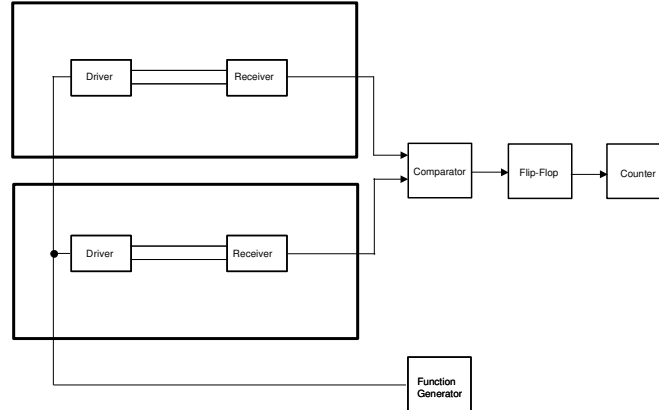 Driver
Receiver
Comparator
Flip-Flop
Counter
Driver
Receiver
Function
Generator